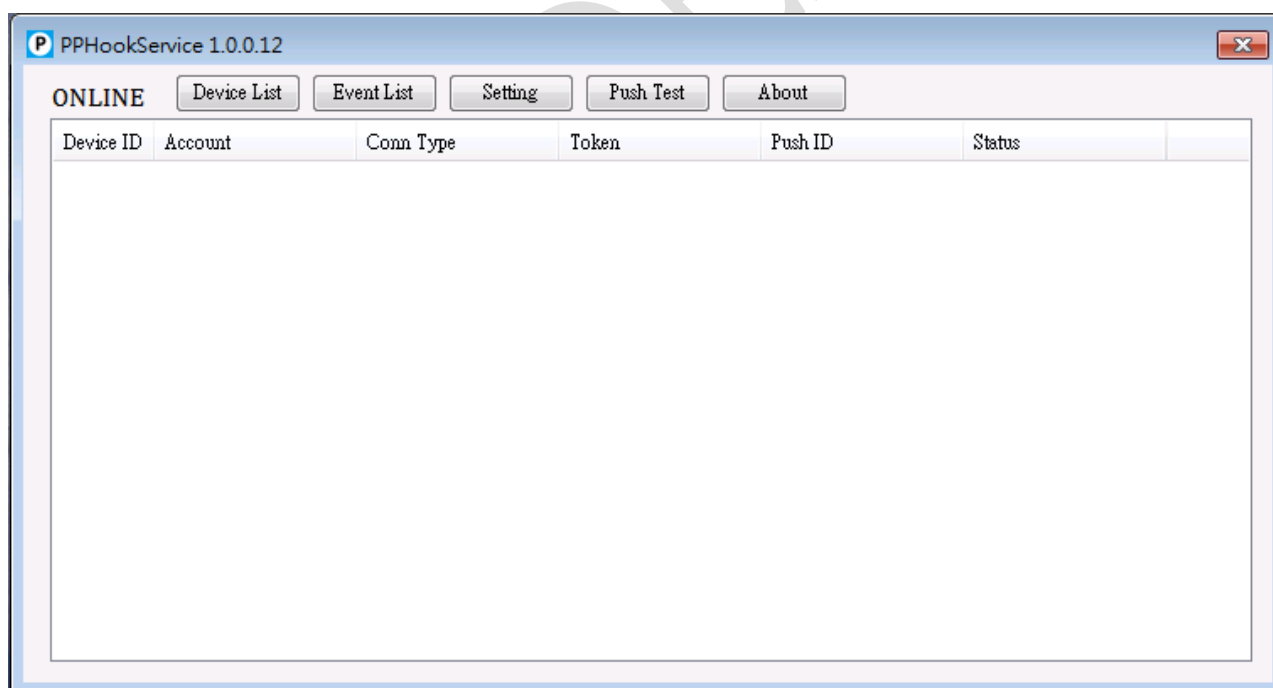 P PPHookService 1.0.0.12
ONLINE Device List Event List Setting Push Test About
Device ID Account Conn Type Token Push ID Status